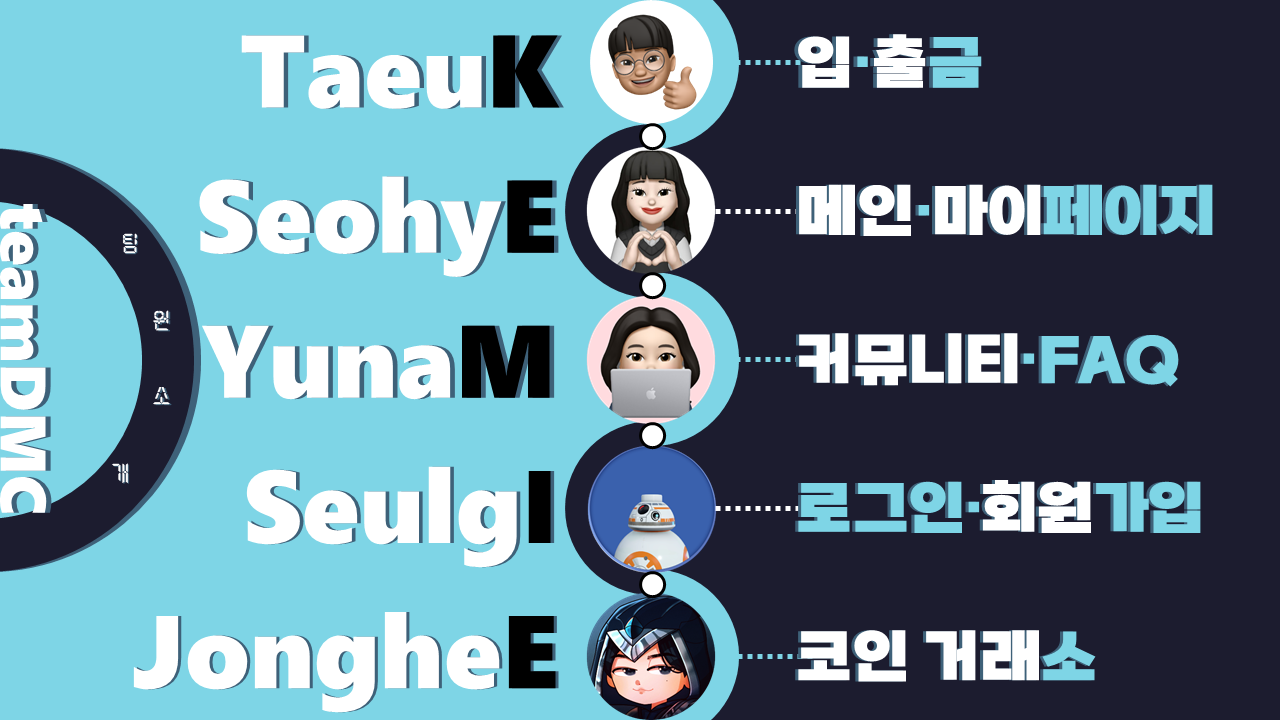 teamDMC
팀원소개
TaeuK
입·출금
SeohyE
메인·마이페이지
YunaM
커뮤니티·FAQ
SeulgI
로그인·회원가입
JongheE
코인 거래소